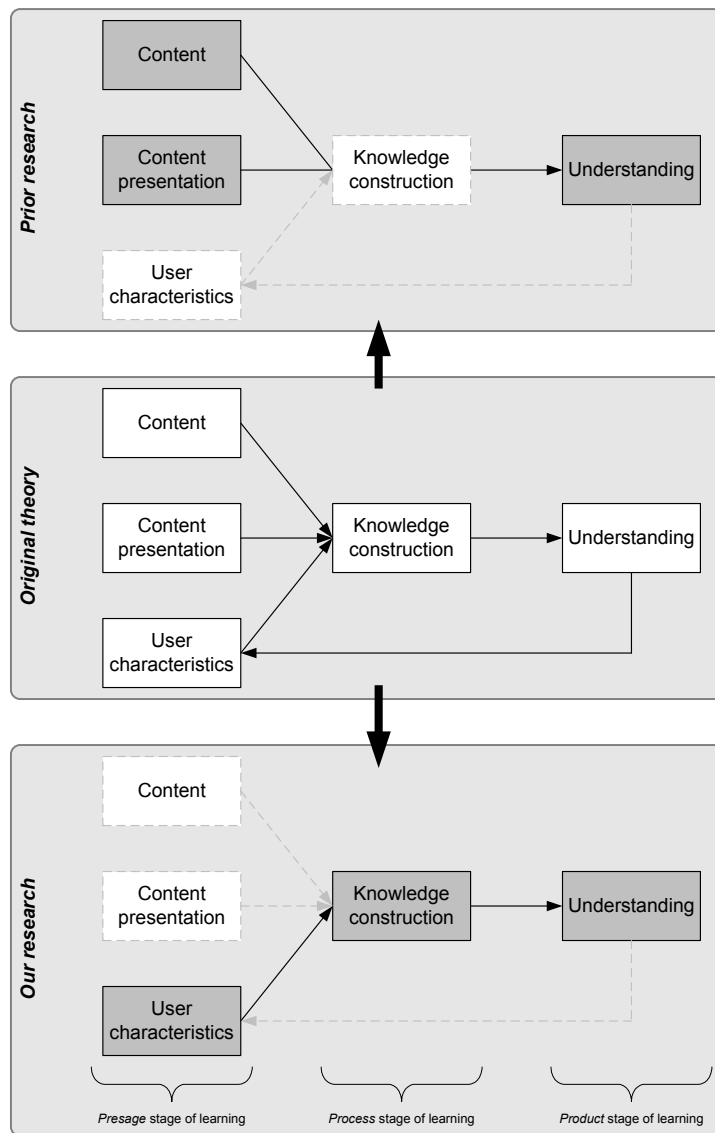 Prior research
Content
Content
presentation
Knowledge
construction
Understanding
User
characteristics
Original theory
Content
Content
presentation
Knowledge
construction
Understanding
User
characteristics
Our research
Content
Content
presentation
Knowledge
construction
Understanding
User
characteristics
Presage stage of learning
Process stage of learning
Product stage of learning